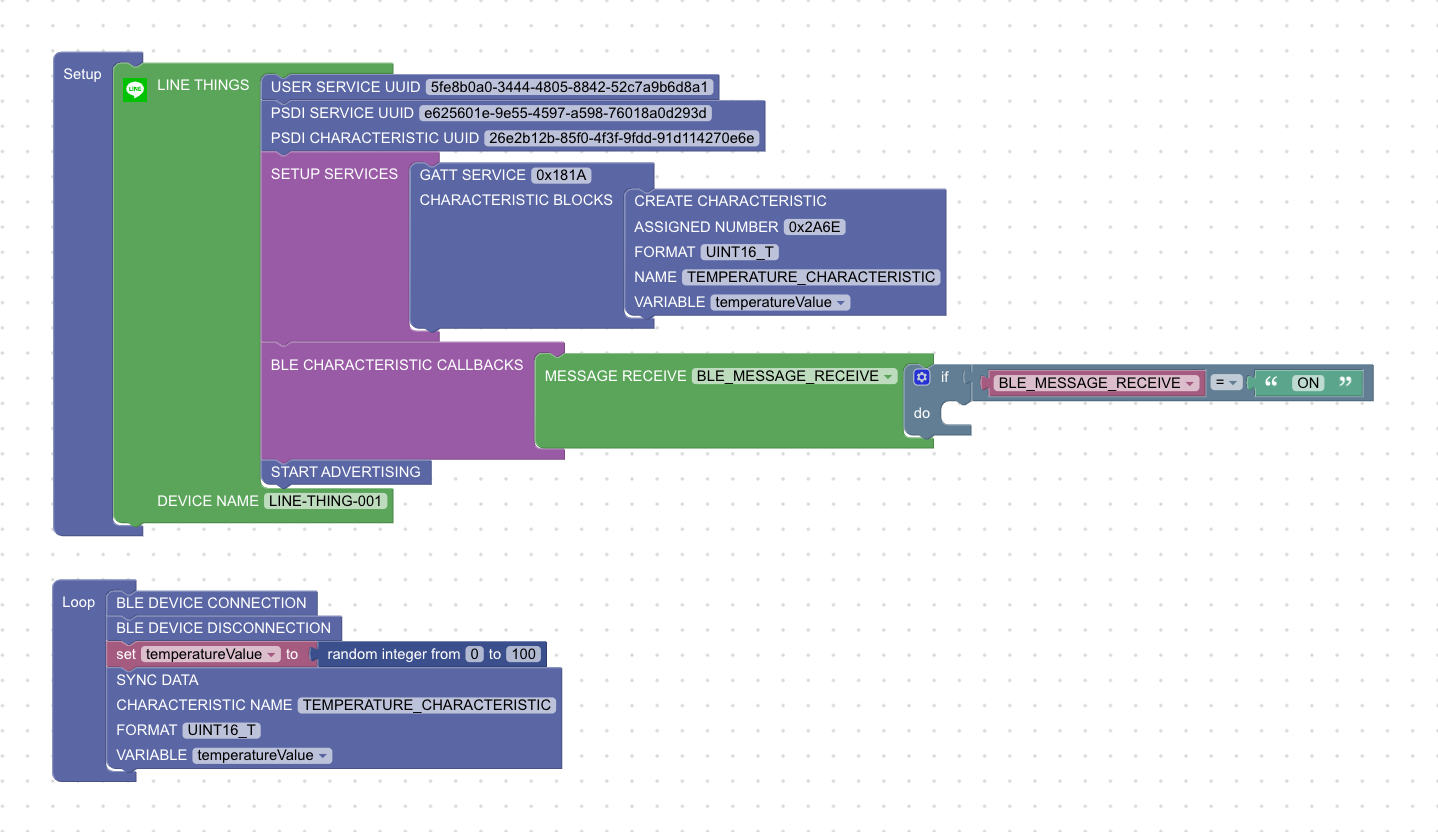 Setup
LINE
LINE THINGS
USER SERVICE UUID 5fe8b0a0-3444-4805-8842-52c7a9b6d8a1
PSDI SERVICE UUID e625601e-9e55-4597-a598-76018a0d293d
PSDI CHARACTERISTIC UUID 26e2b12b-85f0-4f3f-9fdd-91d114270e6e
SETUP SERVICES
GATT SERVICE 0x181A
CHARACTERISTIC BLOCKS
CREATE CHARACTERISTIC
ASSIGNED NUMBER 0x2A6E
FORMAT UINT16_T
NAME TEMPERATURE_CHARACTERISTIC
VARIABLE temperatureValue
BLE CHARACTERISTIC CALLBACKS
MESSAGE RECEIVE BLE_MESSAGE_RECEIVE
if BLE_MESSAGE_RECEIVE = “ ON ”
do
START ADVERTISING
DEVICE NAME LINE-THING-001
Loop
BLE DEVICE CONNECTION
BLE DEVICE DISCONNECTION
set temperatureValue to random integer from 0 to 100
SYNC DATA
CHARACTERISTIC NAME TEMPERATURE_CHARACTERISTIC
FORMAT UINT16_T
VARIABLE temperatureValue